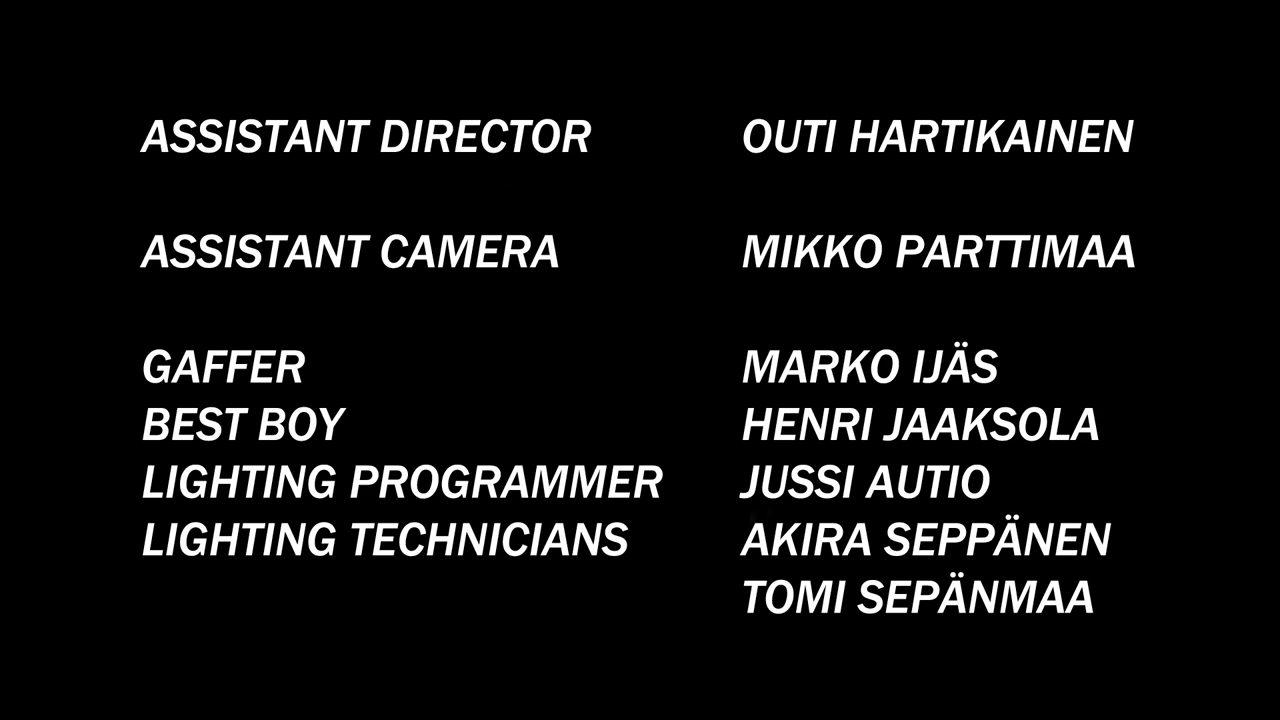 ASSISTANT DIRECTOR OUTI HARTIKAINEN
ASSISTANT CAMERA MIKKO PARTTIMAA
GAFFER MARKO IJÄS
BEST BOY HENRI JAAKSOLA
LIGHTING PROGRAMMER JUSSI AUTIO
LIGHTING TECHNICIANS AKIRA SEPPÄNEN
TOMI SEPÄNMAA